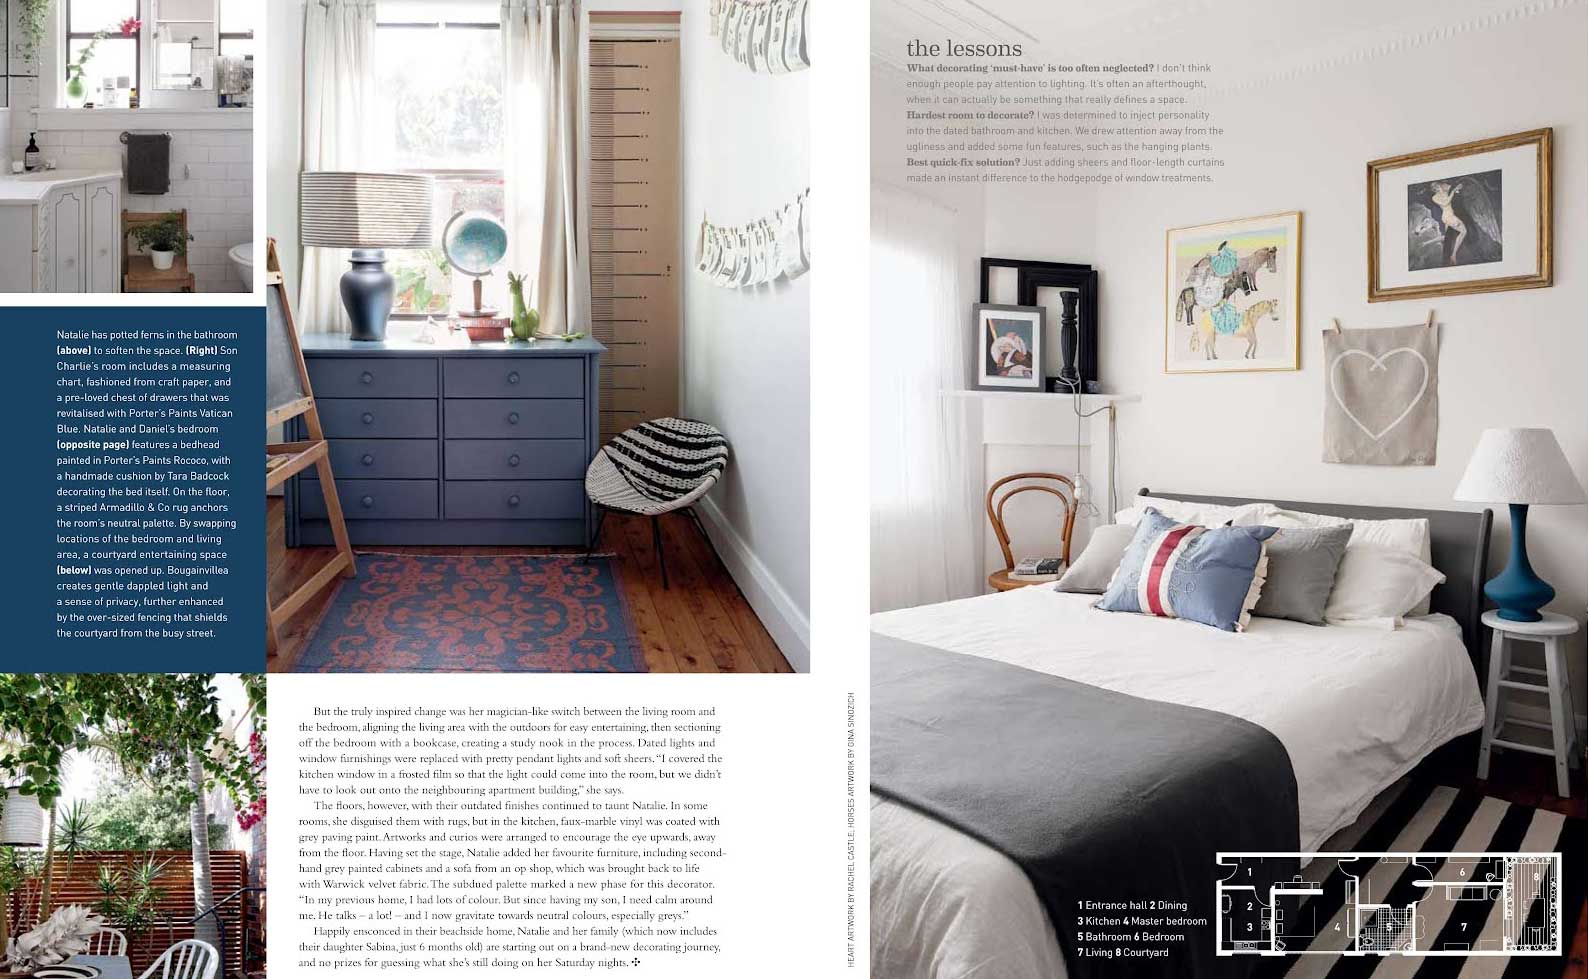 Natalie has potted ferns in the bathroom
(above) to soften the space. (Right) Son
Charlie's room includes a measuring
chart, fashioned from craft paper, and
a pre-loved chest of drawers that was
revitalised with Porter's Paints Vatican
Blue. Natalie and Daniel's bedroom
(opposite page) features a bedhead
painted in Porter's Paints Rococo, with
a handmade cushion by Tara Badcock
decorating the bed itself. On the floor,
a striped Armadillo & Co rug anchors
the room's neutral palette. By swapping
locations of the bedroom and living
area, a courtyard entertaining space
(below) was opened up. Bougainvillea
creates gentle dappled light and
a sense of privacy, further enhanced
by the over-sized fencing that shields
the courtyard from the busy street.
But the truly inspired change was her magician-like switch between the living room and
the bedroom, aligning the living area with the outdoors for easy entertaining, then sectioning
off the bedroom with a bookcase, creating a study nook in the process. Dated lights and
window furnishings were replaced with pretty pendant lights and soft sheers. "I covered the
kitchen window in a frosted film so that the light could come into the room, but we didn't
have to look out onto the neighbouring apartment building," she says.
The floors, however, with their outdated finishes continued to taunt Natalie. In some
rooms, she disguised them with rugs, but in the kitchen, faux-marble vinyl was coated with
grey paving paint. Artworks and curios were arranged to encourage the eye upwards, away
from the floor. Having set the stage, Natalie added her favourite furniture, including second-
hand grey painted cabinets and a sofa from an op shop, which was brought back to life
with Warwick velvet fabric. The subdued palette marked a new phase for this decorator.
"In my previous home, I had lots of colour. But since having my son, I need calm around
me. He talks – a lot! – and I now gravitate towards neutral colours, especially greys."
Happily ensconced in their beachside home, Natalie and her family (which now includes
their daughter Sabina, just 6 months old) are starting out on a brand-new decorating journey,
and no prizes for guessing what she's still doing on her Saturday nights.
HEART ARTWORK BY RACHEL CASTLE, HORSES ARTWORK BY GINA SINOZICH
the lessons
What decorating 'must-have' is too often neglected? I don't think
enough people pay attention to lighting. It's often an afterthought,
when it can actually be something that really defines a space.
Hardest room to decorate? I was determined to inject personality
into the dated bathroom and kitchen. We drew attention away from the
ugliness and added some fun features, such as the hanging plants.
Best quick-fix solution? Just adding sheers and floor-length curtains
made an instant difference to the hodgepodge of window treatments.
1 Entrance hall 2 Dining
3 Kitchen 4 Master bedroom
5 Bathroom 6 Bedroom
7 Living 8 Courtyard
1
2
3
4
5
6
7
8